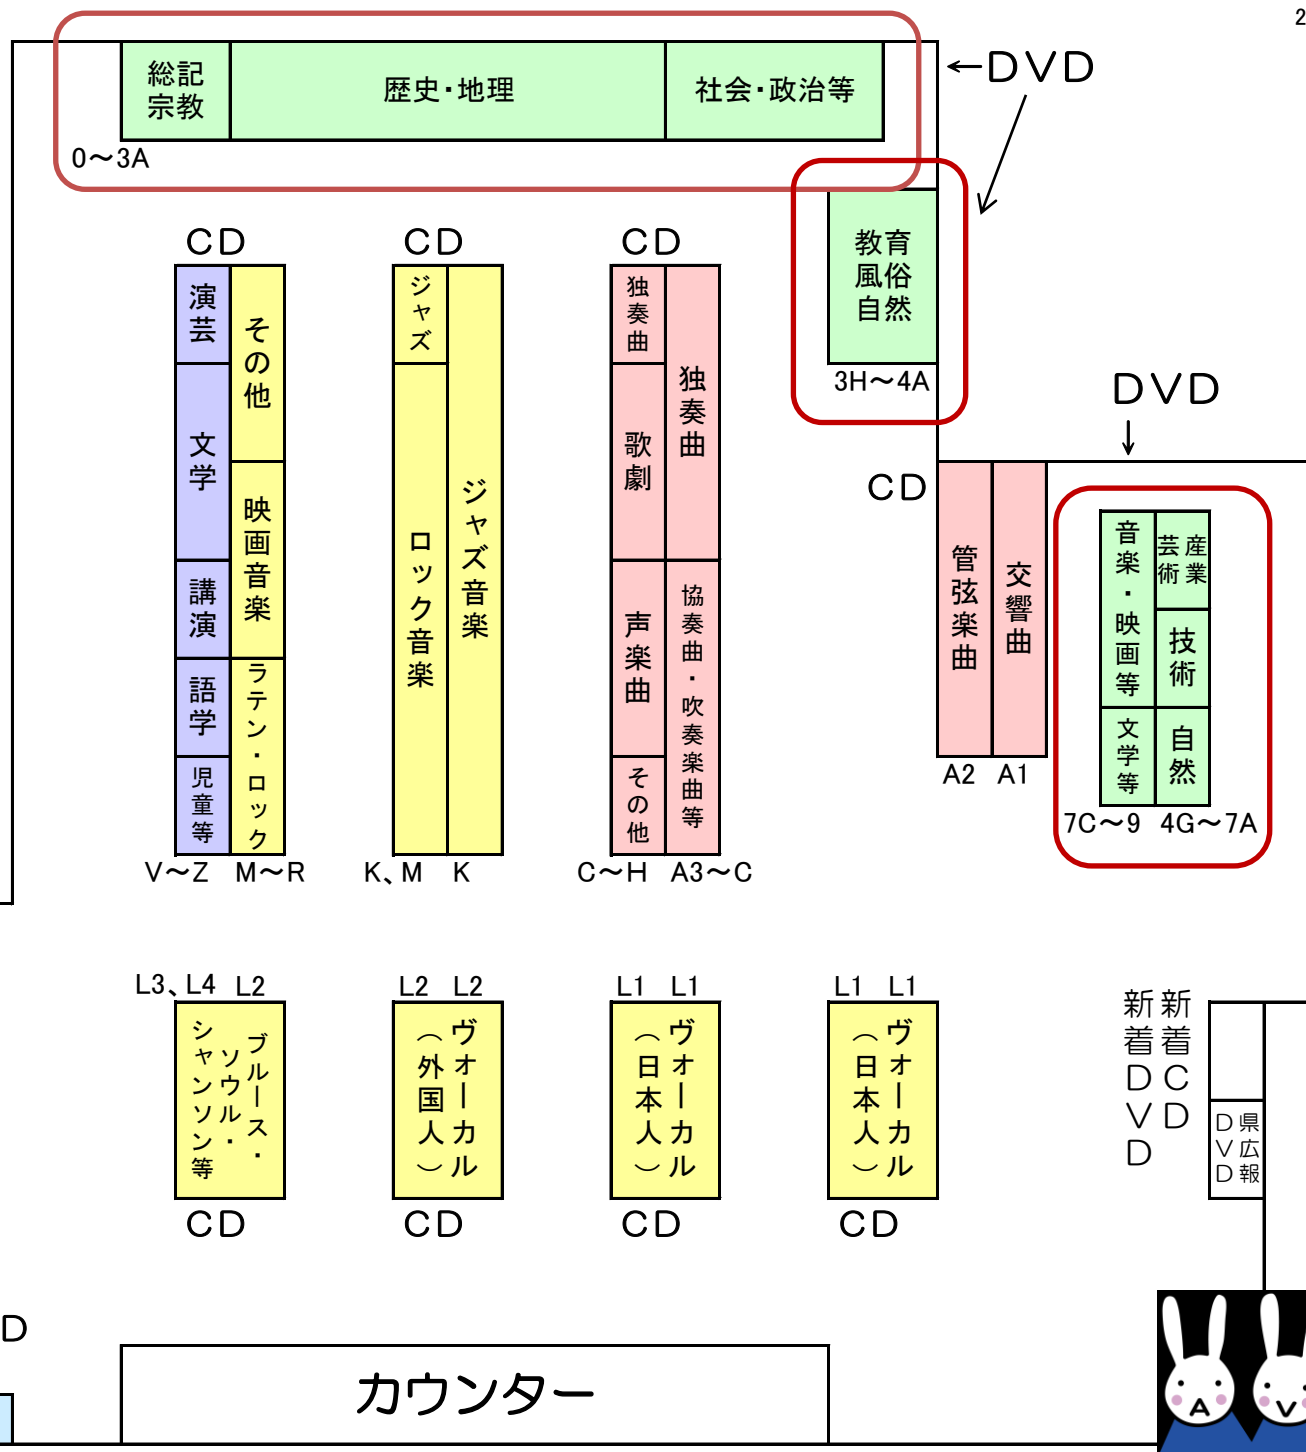 2
総記
宗教
歴史・地理
社会・政治等
←DVD
0～3A
教育
風俗
自然
3H～4A
CD
CD
CD
演芸
文学
講演
語学
児童等
その他
映画音楽
ラテン・ロック
V～Z
M～R
ジャズ
ロック音楽
ジャズ音楽
K、M
K
独奏曲
歌劇
声楽曲
その他
独奏曲
協奏曲・吹奏楽曲等
C～H
A3～C
DVD
↓
CD
管弦楽曲
交響曲
A2
A1
音楽・映画等
文学等
産業
芸術
技術
自然
7C～9
4G～7A
L3、L4
L2
ブルース・
ソウル・
シャンソン等
CD
L2
L2
ヴォーカル
（外国人）
CD
L1
L1
ヴォーカル
（日本人）
CD
L1
L1
ヴォーカル
（日本人）
CD
新着CD
新着DVD
県広報
DVD
D
カウンター
A
V